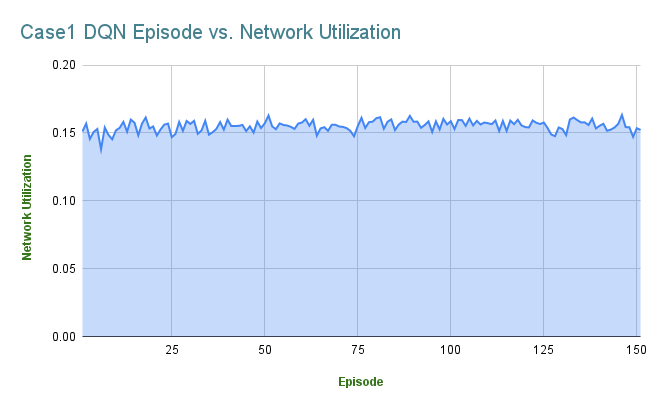 Case1 DQN Episode vs. Network Utilization
0.20
0.15
0.10
0.05
0.00
Network Utilization
25 50 75 100 125 150
Episode